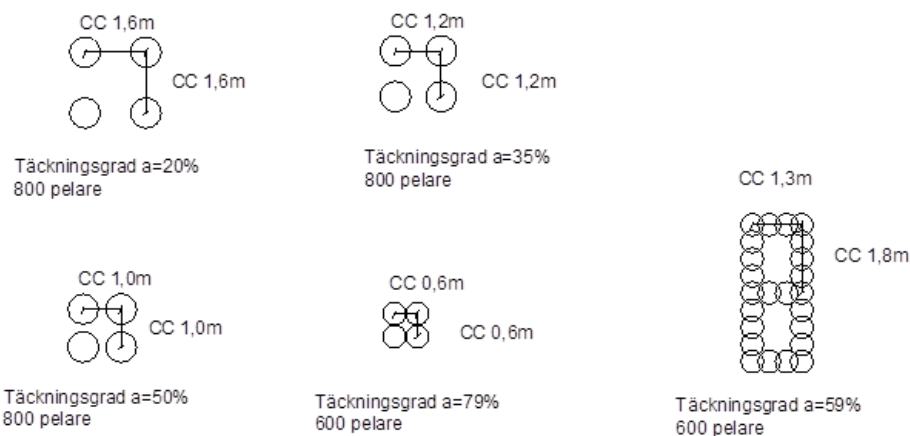 CC 1,6m
CC 1,6m
Täckningsgrad a=20%
800 pelare
CC 1,2m
CC 1,2m
Täckningsgrad a=35%
800 pelare
CC 1,0m
CC 1,0m
Täckningsgrad a=50%
800 pelare
CC 0,6m
CC 0,6m
Täckningsgrad a=79%
600 pelare
CC 1,3m
CC 1,8m
Täckningsgrad a=59%
600 pelare